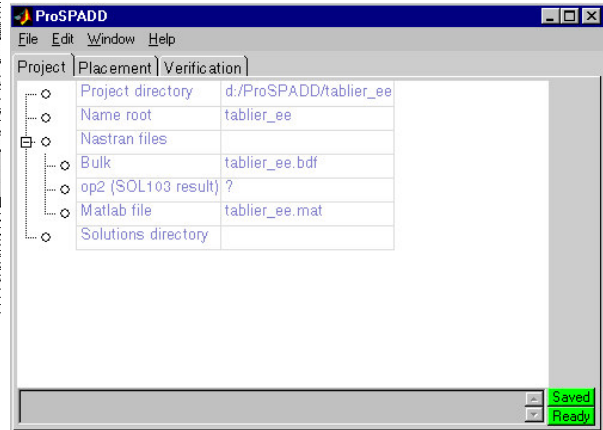 ProSPADD
File Edit Window Help
Project Placement Verification
Project directory d:/ProSPADD/tablier_ee
Name root tablier_ee
Nastran files
Bulk tablier_ee.bdf
op2 (SOL103 result) ?
Matlab file tablier_ee.mat
Solutions directory
Saved
Ready